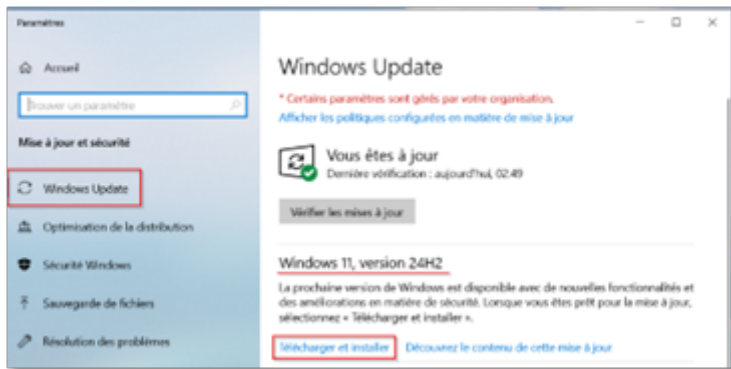 Paramètres
Accueil
Trouver un paramètre
Mise à jour et sécurité
Windows Update
Optimisation de la distribution
Sécurité Windows
Sauvegarde de fichiers
Résolution des problèmes
Windows Update
* Certains paramètres sont gérés par votre organisation.
Afficher les politiques configurées en matière de mise à jour
Vous êtes à jour
Dernière vérification : aujourd'hui, 02:49
Vérifier les mises à jour
Windows 11, version 24H2
La prochaine version de Windows est disponible avec de nouvelles fonctionnalités et
des améliorations en matière de sécurité. Lorsque vous êtes prêt pour la mise à jour,
sélectionnez « Télécharger et installer ».
Télécharger et installer Découvrez le contenu de cette mise à jour